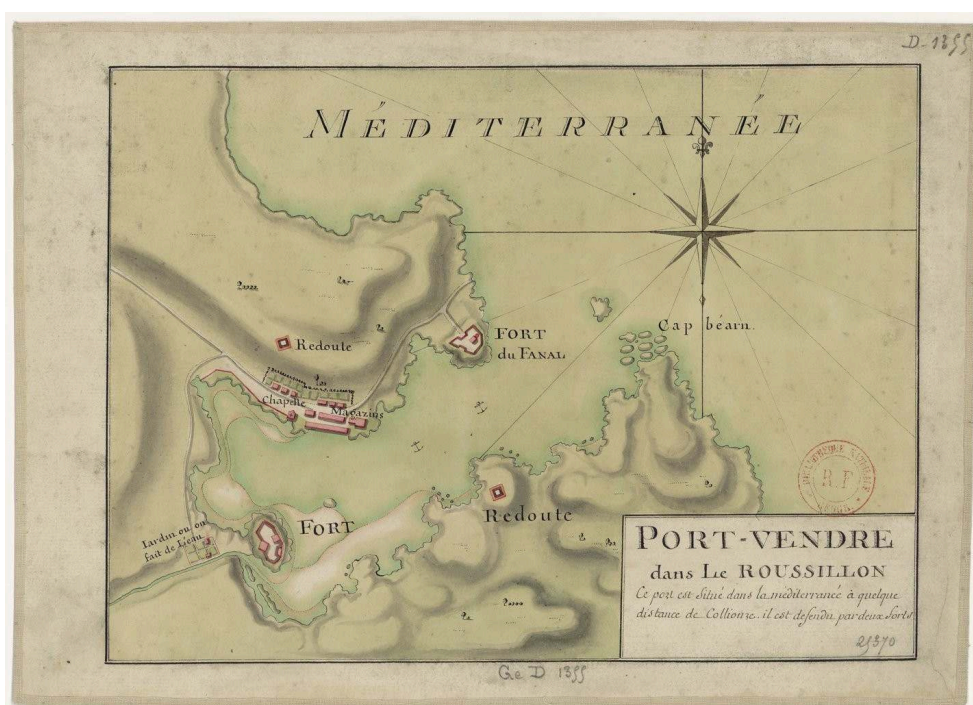 D-1355
MÉDITERRANÉE
Cap béarn.
FORT
du FANAL
Redoute
Chapelle
Magazins
Redoute
FORT
Jardin ou on
fait de Lieau
R F
PORT-VENDRE
dans Le ROUSSILLON
Ce port est Situé dans la méditerranée à quelque
distance de Collioure. il est defendu par deux forts
25370
Ge D 1355